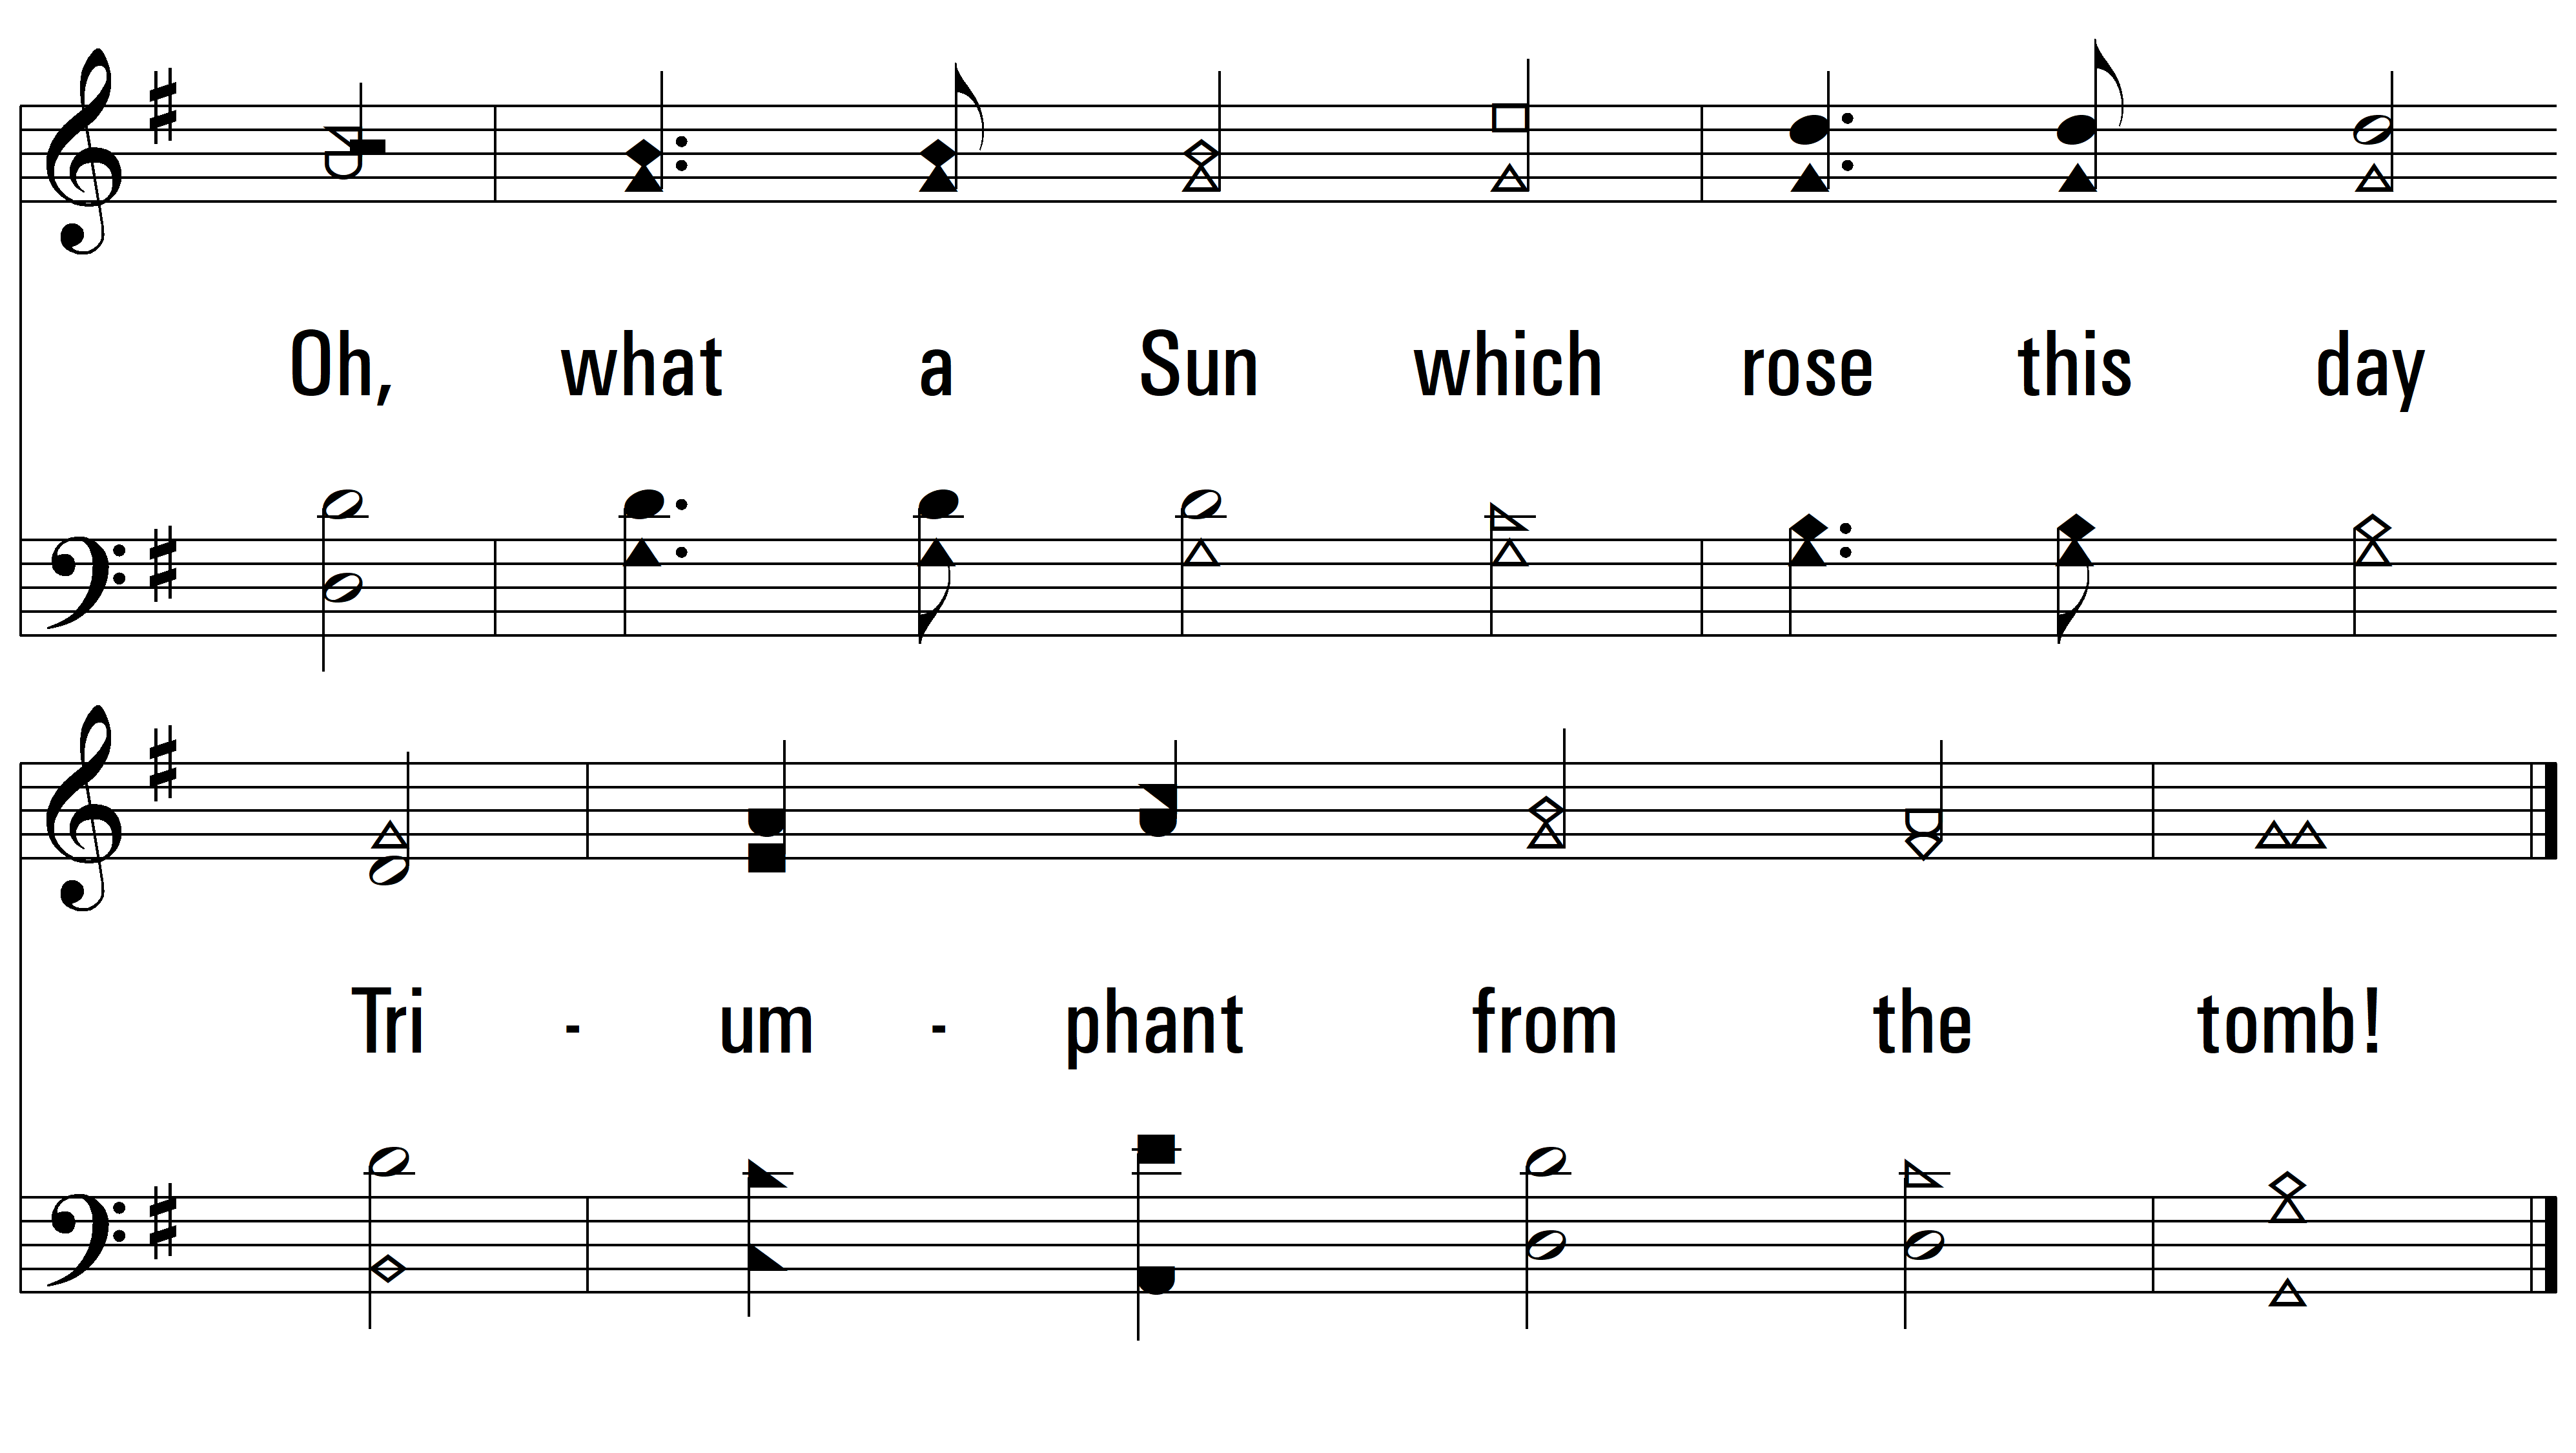 Oh, what a Sun which rose this day
Tri - um - phant from the tomb!